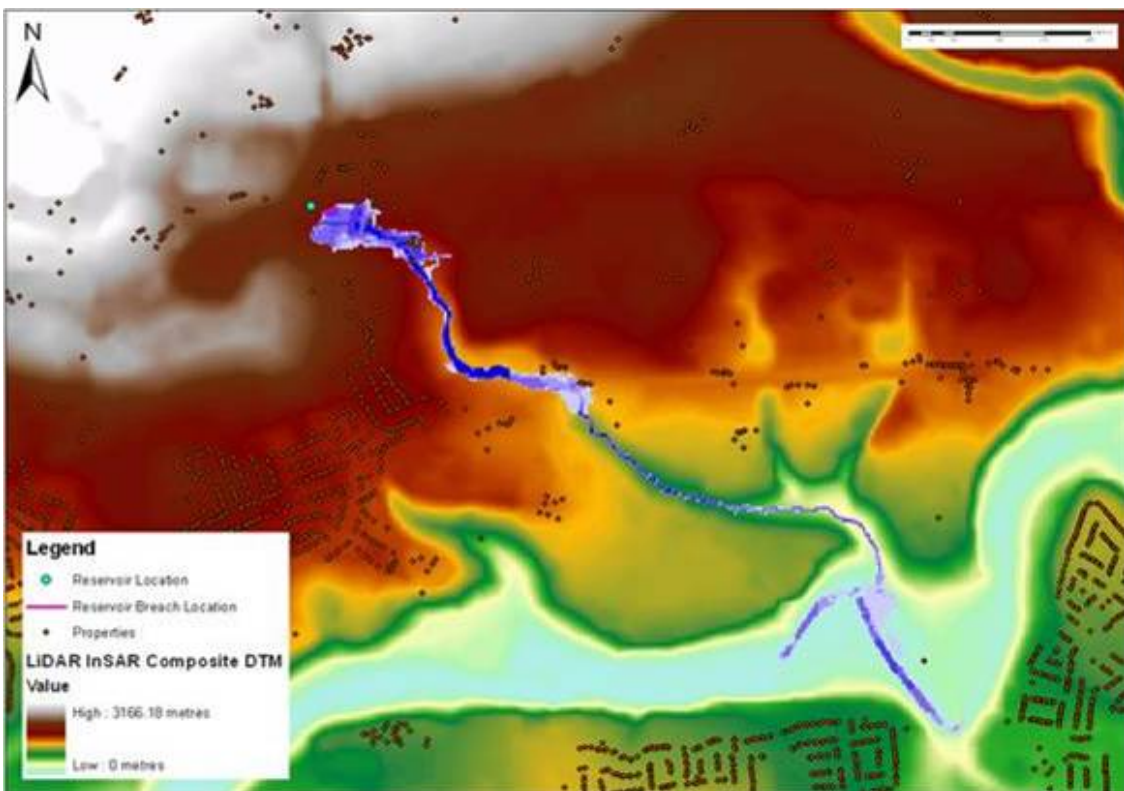 N
Legend
Reservoir Location
Reservoir Breach Location
Properties
LiDAR InSAR Composite DTM
Value
High : 3166.18 metres
Low : 0 metres